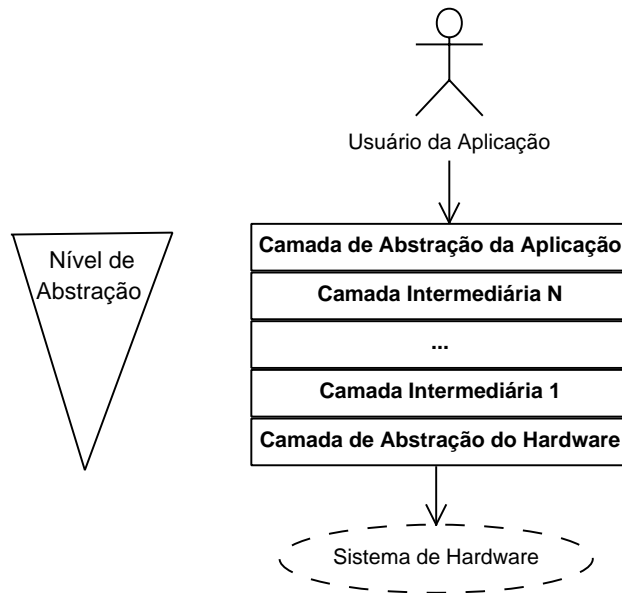 Usuário da Aplicação
Nível de
Abstração
Camada de Abstração da Aplicação
Camada Intermediária N
...
Camada Intermediária 1
Camada de Abstração do Hardware
Sistema de Hardware